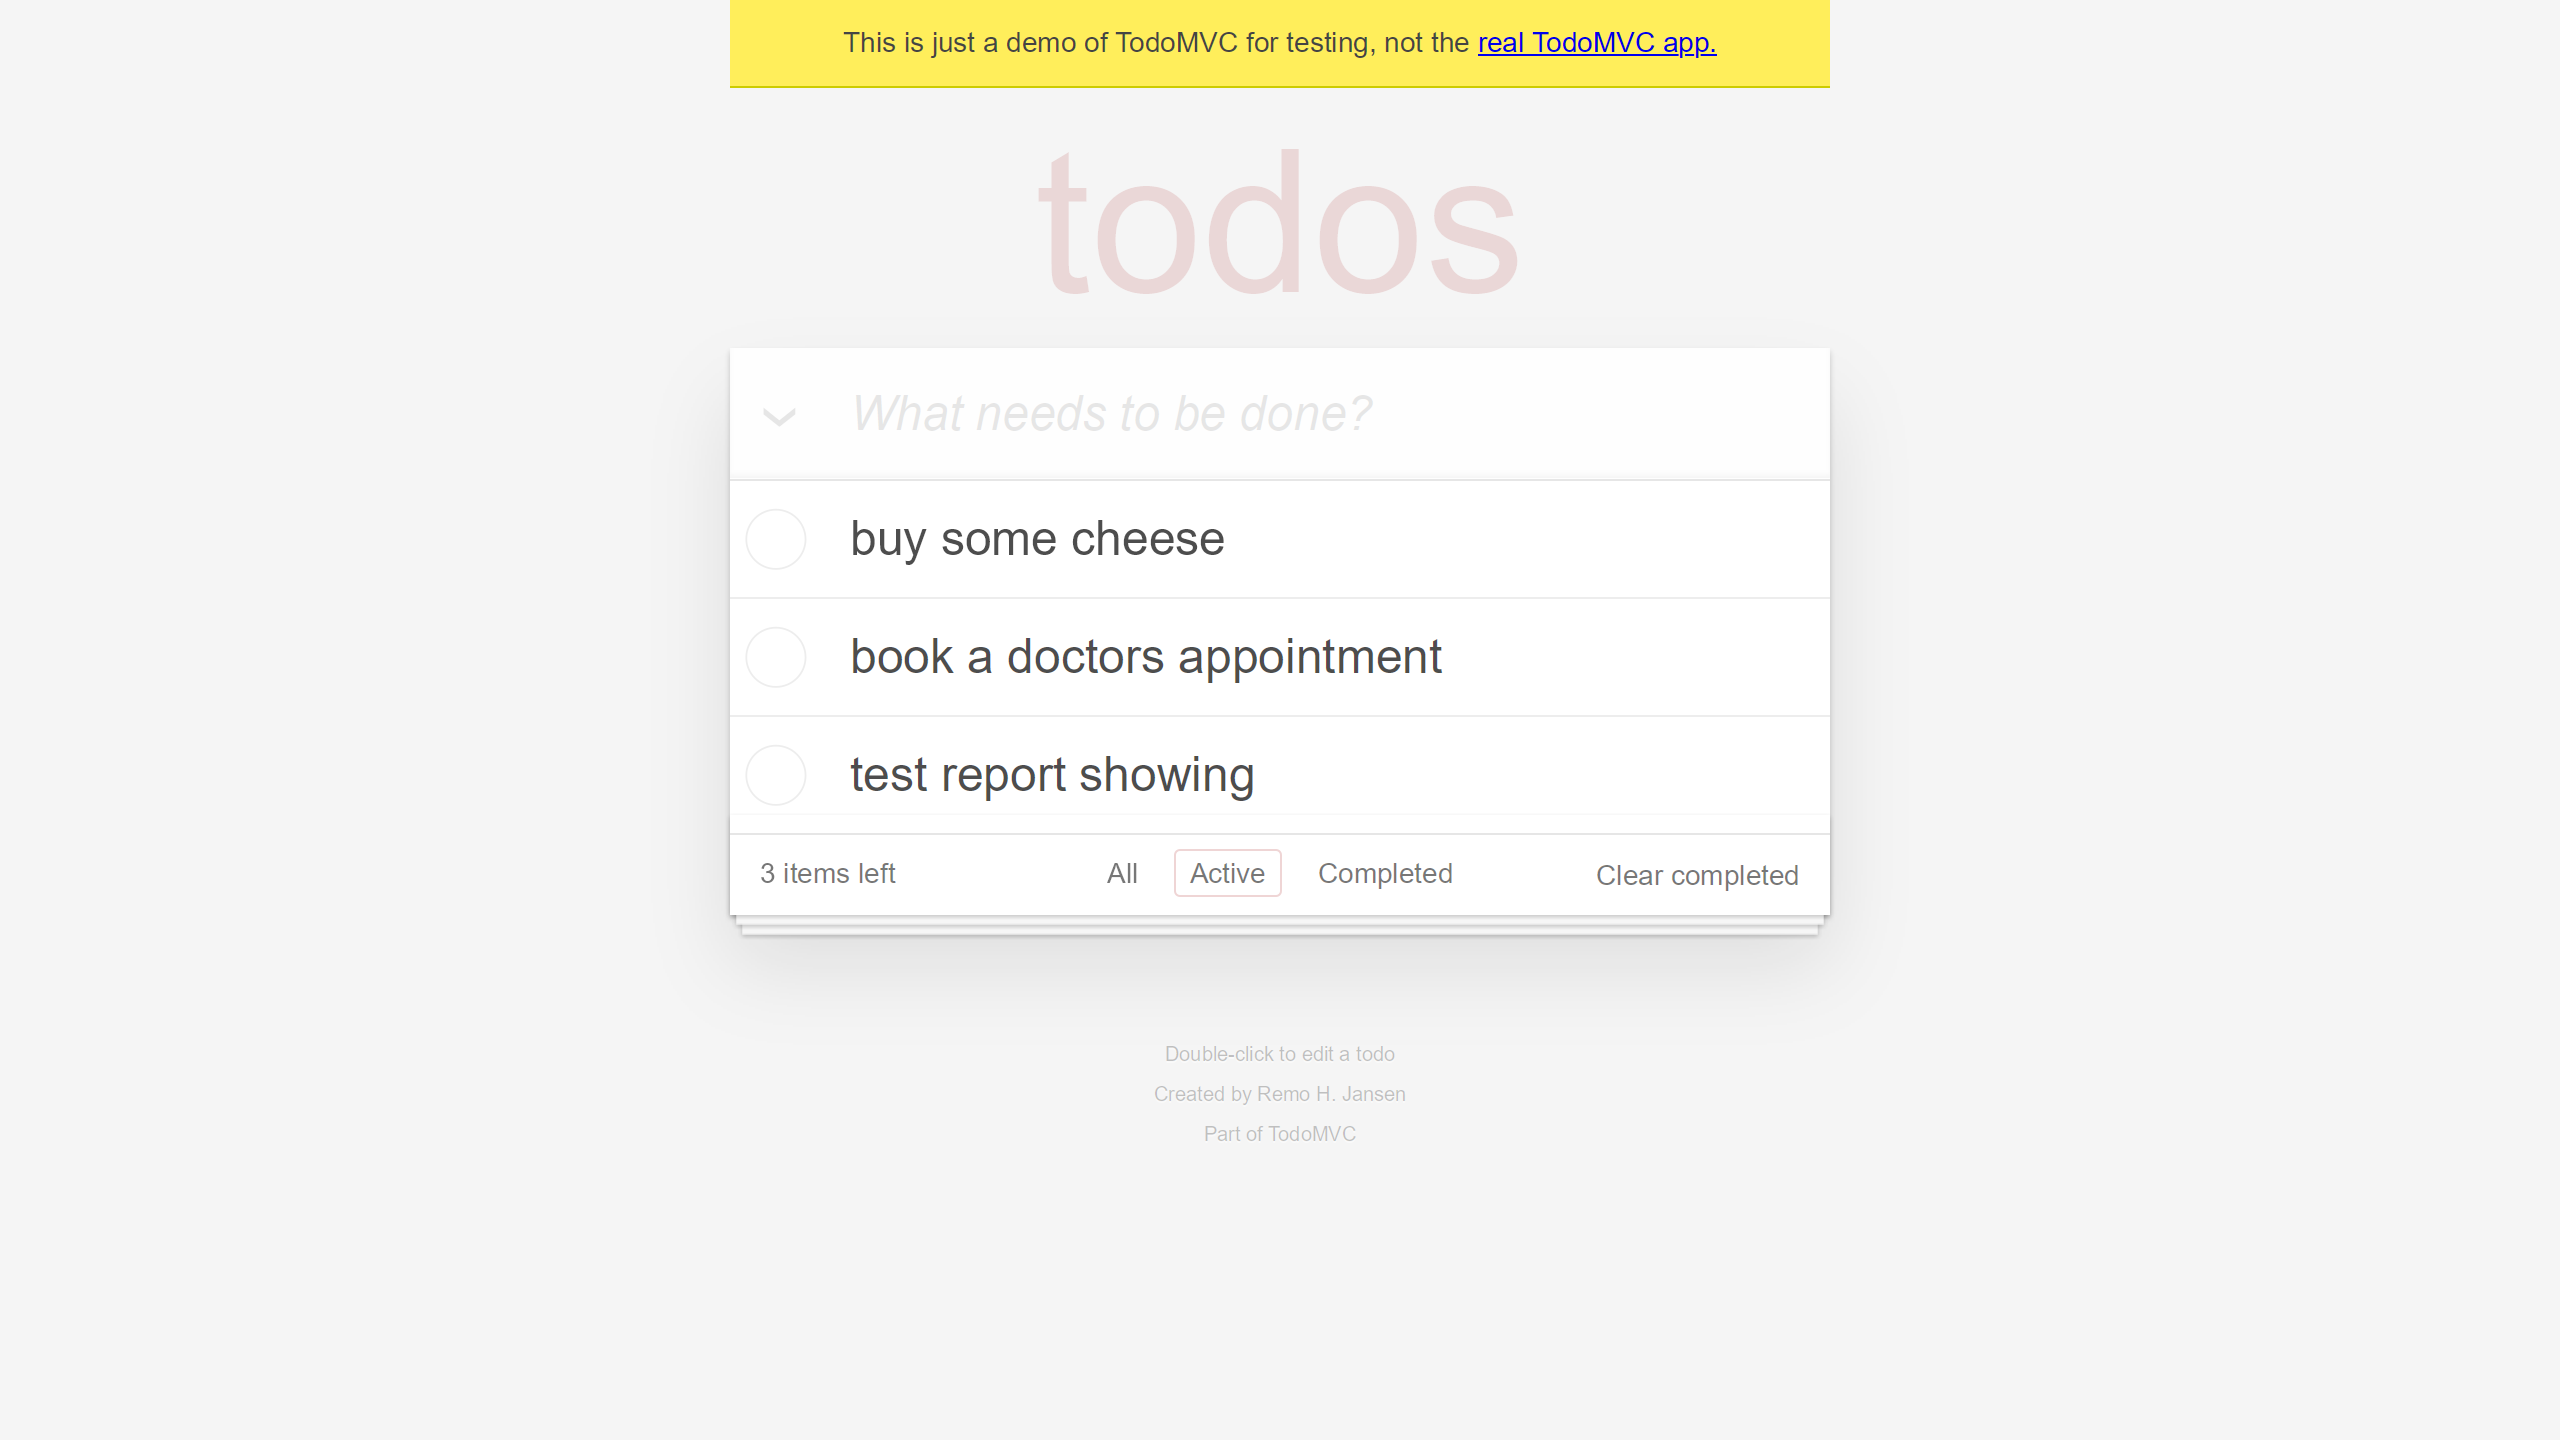 This is just a demo of TodoMVC for testing, not the real TodoMVC app.
todos
What needs to be done?
buy some cheese
book a doctors appointment
test report showing
3 items left All Active Completed Clear completed
Double-click to edit a todo
Created by Remo H. Jansen
Part of TodoMVC